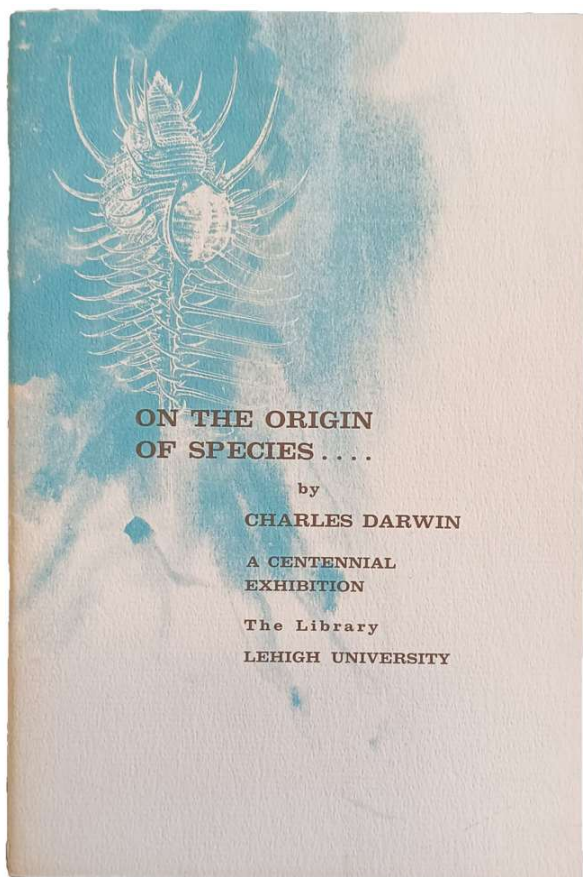 ON THE ORIGIN
OF SPECIES....
by
CHARLES DARWIN
A CENTENNIAL
EXHIBITION
The Library
LEHIGH UNIVERSITY